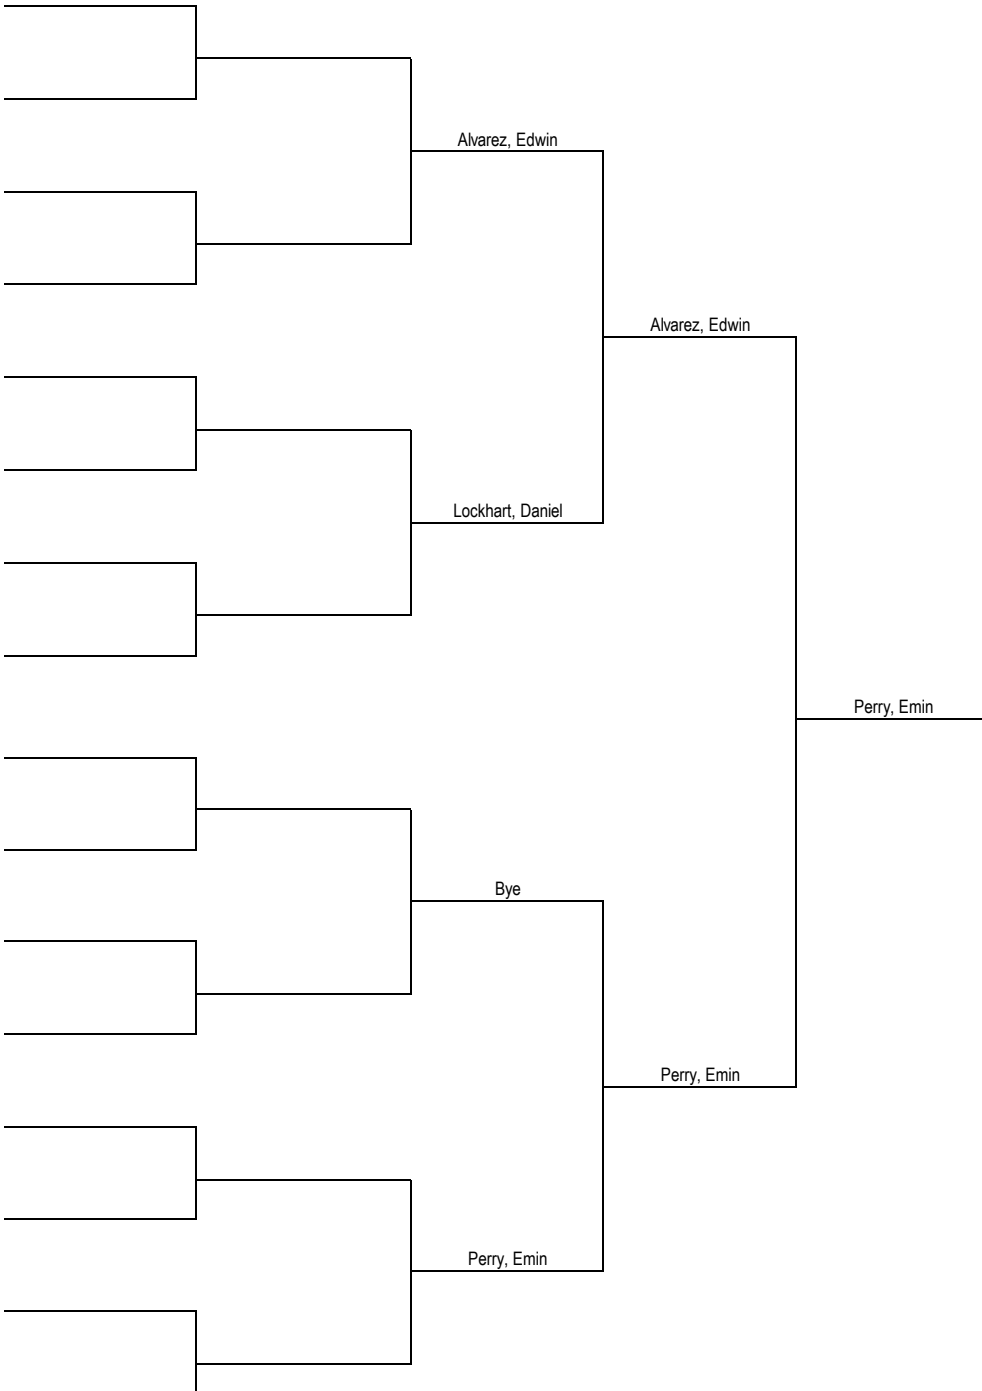 Alvarez, Edwin
Alvarez, Edwin
Lockhart, Daniel
Perry, Emin
Bye
Perry, Emin
Perry, Emin